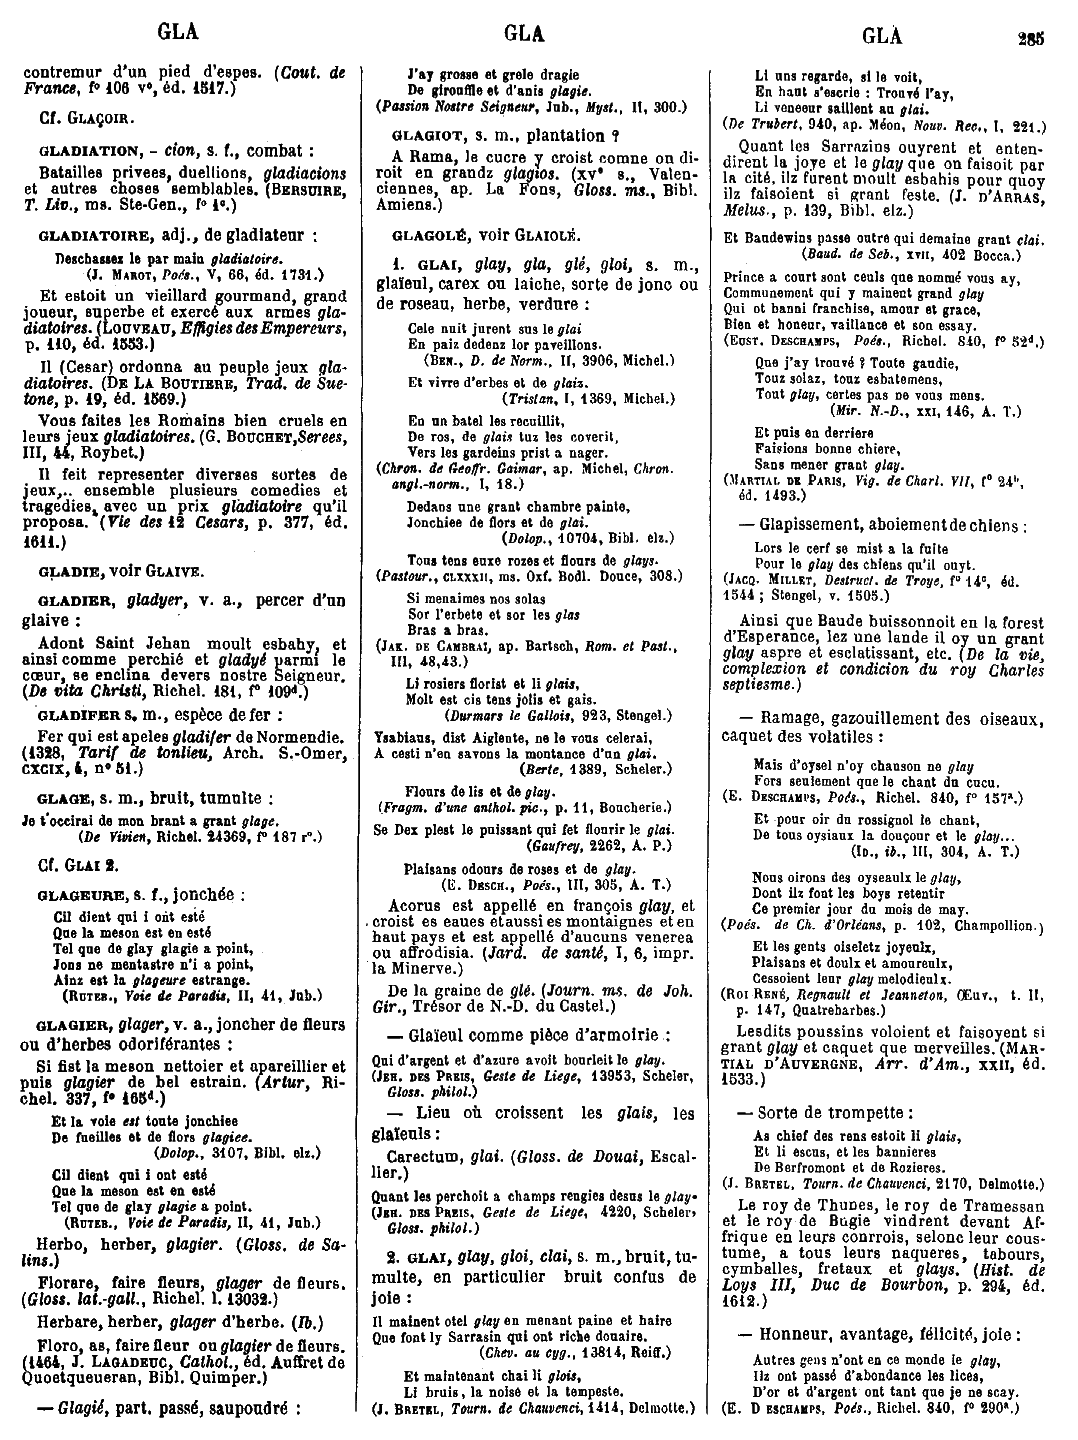 GLA
GLA
GLA
285
contremur d'un pied d'espes. (Cout. de
France, f° 106 v°, éd. 1517.)
Cf. GLAÇOIR.
GLADIATION, - cion, s. f., combat :
Batailles privees, duellions, gladiacions
et autres choses semblables. (BERSUIRE,
T. Liv., ms. Ste-Gen., f° 1ᵉ.)
GLADIATOIRE, adj., de gladiateur :
Deschassez le par main gladiatoire.
(J. MAROT, Poés., V, 66, éd. 1731.)
Et estoit un vieillard gourmand, grand
joueur, superbe et exercé aux armes gla-
diatoires. (LOUVEAU, Effigies des Empereurs,
p. 110, éd. 1553.)
Il (Cesar) ordonna au peuple jeux gla-
diatoires. (DE LA BOUTIERE, Trad. de Sue-
tone, p. 19, éd. 1569.)
Vous faites les Romains bien cruels en
leurs jeux gladiatoires. (G. BOUCHET, Serees,
III, 44, Roybet.)
Il feit representer diverses sortes de
jeux,.. ensemble plusieurs comedies et
tragedies, avec un prix gladiatoire qu'il
proposa. (Vie des 12 Cesars, p. 377, éd.
1611.)
GLADIE, voir GLAIVE.
GLADIER, gladyer, v. a., percer d'un
glaive :
Adont Saint Jehan moult esbahy, et
ainsi comme perchié et gladyé parmi le
cœur, se enclina devers nostre Seigneur.
(De vita Christi, Richel. 181, f° 109ᵈ.)
GLADIFER s. m., espèce de fer :
Fer qui est apeles gladifer de Normendie.
(1328, Tarif de tonlieu, Arch. S.-Omer,
CXCIX, 4, n° 51.)
GLAGE, s. m., bruit, tumulte :
Je t'occirai de mon brant a grant glage.
(De Vivien, Richel. 24369, f° 187 r°.)
Cf. GLAI 2.
GLAGEURE, s. f., jonchée :
Cil dient qui i ont esté
Que la meson est en esté
Tel que de glay glagie a point,
Jons ne mentastre n'i a point,
Ainz est la glageure estrange.
(RUTEB., Voie de Paradis, II, 41, Jub.)
GLAGIER, glager, v. a., joncher de fleurs
ou d'herbes odoriférantes :
Si fist la meson nettoier et apareillier et
puis glagier de bel estrain. (Artur, Ri-
chel. 337, f° 165ᵈ.)
Et la voie est toute jonchiee
De fueilles et de flors glagiee.
(Dolop., 3107, Bibl. elz.)
Cil dient qui i ont esté
Que la meson est en esté
Tel que de glay glagie a point.
(RUTEB., Voie de Paradis, II, 41, Jub.)
Herbo, herber, glagier. (Gloss. de Sa-
lins.)
Florare, faire fleurs, glager de fleurs.
(Gloss. lat.-gall., Richel. l. 13032.)
Herbare, herber, glager d'herbe. (Ib.)
Floro, as, faire fleur ou glagier de fleurs.
(1464, J. LAGADEUC, Cathol., éd. Auffret de
Quoetqueueran, Bibl. Quimper.)
— Glagié, part. passé, saupoudré :
J'ay grosse et grele dragie
De girouffle et d'anis glagie.
(Passion Nostre Seigneur, Jub., Myst., II, 300.)
GLAGIOT, s. m., plantation ?
A Rama, le cucre y croist comne on di-
roit en grandz glagios. (XVᵉ s., Valen-
ciennes, ap. La Fons, Gloss. ms., Bibl.
Amiens.)
GLAGOLÉ, voir GLAIOLÉ.
1. GLAI, glay, gla, glé, gloi, s. m.,
glaïeul, carex ou laiche, sorte de jonc ou
de roseau, herbe, verdure :
Cele nuit jurent sus le glai
En paiz dedenz lor paveillons.
(BEN., D. de Norm., II, 3906, Michel.)
Et vivre d'erbes et de glaiz.
(Tristan, I, 1369, Michel.)
En un batel les recuillit,
De ros, de glais tuz les coverit,
Vers les gardeins prist a nager.
(Chron. de Geoffr. Gaimar, ap. Michel, Chron.
angl.-norm., I, 18.)
Dedans une grant chambre painte,
Jonchiee de flors et de glai.
(Dolop., 10704, Bibl. elz.)
Tous tens euxe rozes et flours de glays.
(Pastour., CLXXXII, ms. Oxf. Bodl. Douce, 308.)
Si menaimes nos solas
Sor l'erbete et sor les glas
Bras a bras.
(JAK. DE CAMBRAI, ap. Bartsch, Rom. et Past.,
III, 48,43.)
Li rosiers florist et li glais,
Molt est cis tens jolis et gais.
(Durmars le Gallois, 923, Stengel.)
Ysabiaus, dist Aiglente, ne le vous celerai,
A cesti n'en savons la montance d'un glai.
(Berte, 1389, Scheler.)
Flours de lis et de glay.
(Fragm. d'une anthol. pic., p. 11, Boucherie.)
Se Dex plest le puissant qui fet flourir le glai.
(Gaufrey, 2262, A. P.)
Plaisans odours de roses et de glay.
(E. DESCH., Poés., III, 305, A. T.)
Acorus est appellé en françois glay, et
croist es eaues et aussi es montaignes et en
haut pays et est appellé d'aucuns venerea
ou affrodisia. (Jard. de santé, I, 6, impr.
la Minerve.)
De la graine de glé. (Journ. ms. de Joh.
Gir., Trésor de N.-D. du Castel.)
— Glaïeul comme pièce d'armoirie :
Qui d'argent et d'azure avoit bourleit le glay.
(JEH. DES PREIS, Geste de Liege, 13953, Scheler,
Gloss. philol.)
— Lieu où croissent les glais, les
glaïeuls :
Carectum, glai. (Gloss. de Douai, Escal-
lier.)
Quant les perchoit a champs rengies desus le glay.
(JEH. DES PREIS, Geste de Liege, 4220, Scheler,
Gloss. philol.)
2. GLAI, glay, gloi, clai, s. m., bruit, tu-
multe, en particulier bruit confus de
joie :
Il mainent otel glay en menant paine et haire
Que font ly Sarrasin qui ont riche douaire.
(Chev. au cyg., 13814, Reiff.)
Et maintenant chai li glois,
Li bruis, la noise et la tempeste.
(J. BRETEL, Tourn. de Chauvenci, 1414, Delmotte.)
Li uns regarde, si le voit,
En haut s'escrie : Trouvé l'ay,
Li veneeur saillent au glai.
(De Trubert, 940, ap. Méon, Nouv. Rec., I, 221.)
Quant les Sarrazins ouyrent et enten-
dirent la joye et le glay que on faisoit par
la cité, ilz furent moult esbahis pour quoy
ilz faisoient si grant feste. (J. D'ARRAS,
Melus., p. 139, Bibl. elz.)
Et Baudewins passe outre qui demaine grant clai.
(Baud. de Seb., XVII, 402 Bocca.)
Prince a court sont ceuls que nommé vous ay,
Communement qui y mainent grand glay
Qui ot banni franchise, amour et grace,
Bien et honeur, vaillance et son essay.
(EUST. DESCHAMPS, Poés., Richel. 840, f° 52ᵈ.)
Que j'ay trouvé ? Toute gaudie,
Touz solaz, touz esbatemens,
Tout glay, certes pas ne vous mens.
(Mir. N.-D., XXI, 146, A. T.)
Et puis en derriere
Faisions bonne chiere,
Sans mener grant glay.
(MARTIAL DE PARIS, Vig. de Charl. VII, f° 24ᵇ,
éd. 1493.)
— Glapissement, aboiement de chiens :
Lors le cerf se mist a la fuite
Pour le glay des chiens qu'il ouyt.
(JACQ. MILLET, Destruct. de Troye, f° 14ᶜ, éd.
1544 ; Stengel, v. 1505.)
Ainsi que Baude buissonnoit en la forest
d'Esperance, lez une lande il oy un grant
glay aspre et esclatissant, etc. (De la vie,
complexion et condicion du roy Charles
septiesme.)
— Ramage, gazouillement des oiseaux,
caquet des volatiles :
Mais d'oysel n'oy chanson ne glay
Fors seulement que le chant du cucu.
(E. DESCHAMPS, Poés., Richel. 840, f° 157ᵃ.)
Et pour oir du rossignol le chant,
De tous oysiaux la douçour et le glay...
(ID., ib., III, 304, A. T.)
Nous oirons des oyseaulx le glay,
Dont ilz font les boys retentir
Ce premier jour du mois de may.
(Poés. de Ch. d'Orléans, p. 102, Champollion.)
Et les gents oiseletz joyeulx,
Plaisans et doulx et amoureulx,
Cessoient leur glay melodieulx.
(ROI RENÉ, Regnault et Jeanneton, Œuv., t. II,
p. 147, Quatrebarbes.)
Lesdits poussins voloient et faisoyent si
grant glay et caquet que merveilles. (MAR-
TIAL D'AUVERGNE, Arr. d'Am., XXII, éd.
1533.)
— Sorte de trompette :
As chief des rens estoit li glais,
Et li escus, et les bannieres
De Berfromont et de Rozieres.
(J. BRETEL, Tourn. de Chauvenci, 2170, Delmotte.)
Le roy de Thunes, le roy de Tramessan
et le roy de Bugie vindrent devant Af-
frique en leurs conrrois, selonc leur cous-
tume, a tous leurs naqueres, tabours,
cymballes, fretaux et glays. (Hist. de
Loys III, Duc de Bourbon, p. 294, éd.
1612.)
— Honneur, avantage, félicité, joie :
Autres gens n'ont en ce monde le glay,
Ilz ont passé d'abondance les lices,
D'or et d'argent ont tant que je ne scay.
(E. DESCHAMPS, Poés., Richel. 840, f° 290ᵃ.)